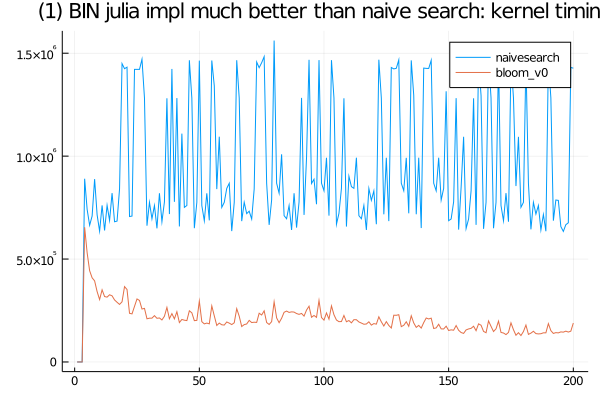 (1) BIN julia impl much better than naive search: kernel timin
1.5×10⁶
1.0×10⁶
5.0×10⁵
0
naivesearch
bloom_v0
0 50 100 150 200